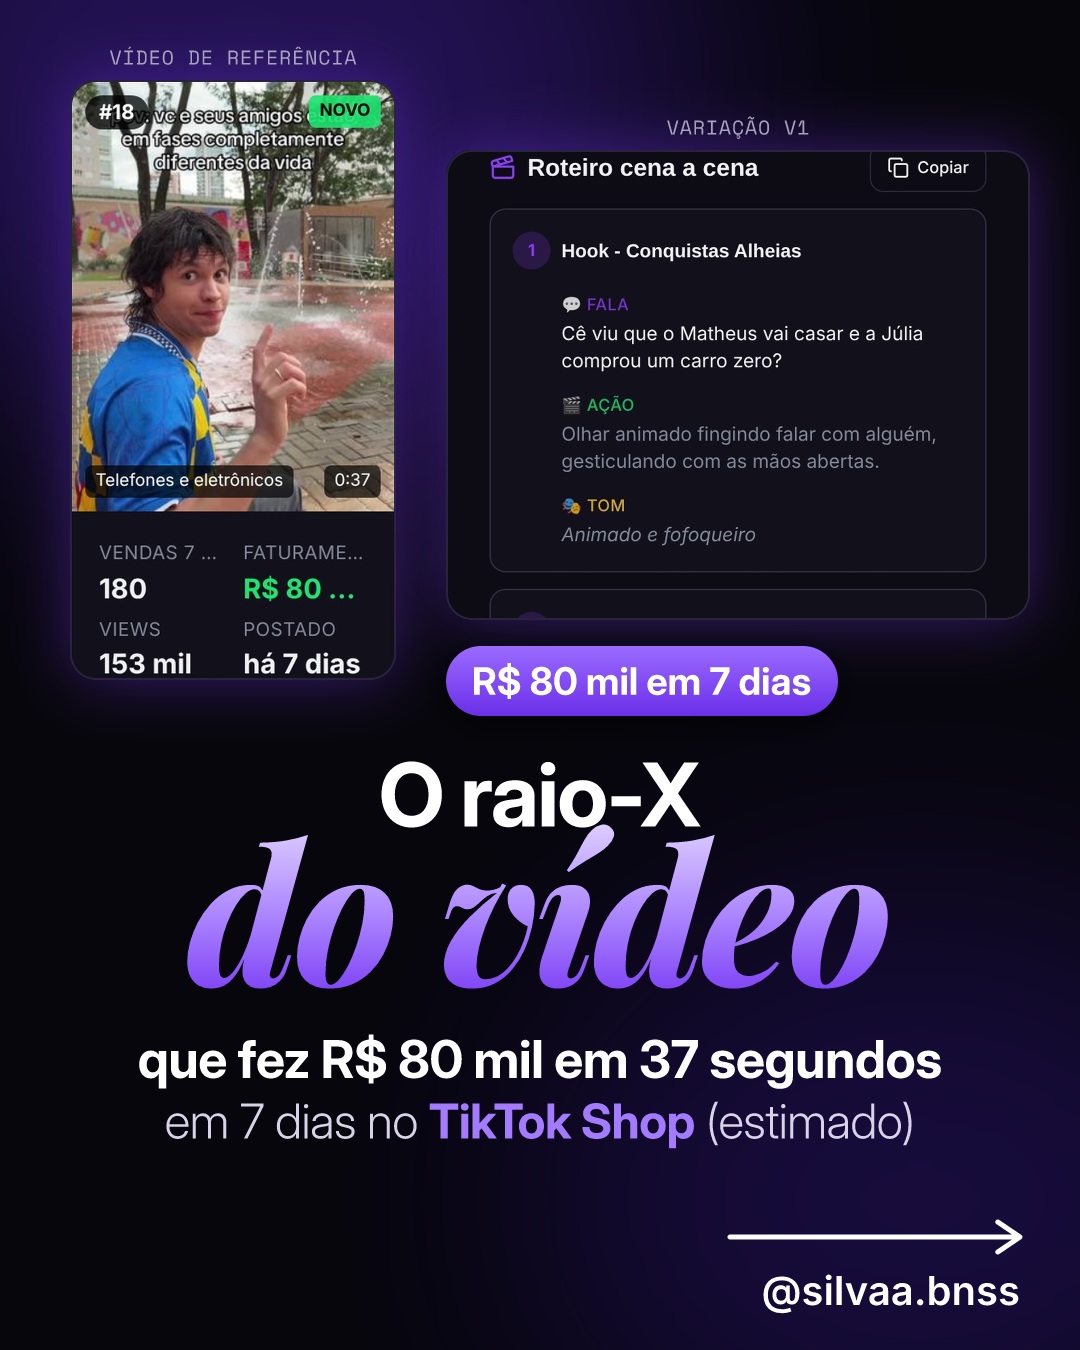 VÍDEO DE REFERÊNCIA
#18
NOVO
vc e seus amigos
em fases completamente
diferentes da vida
Telefones e eletrônicos
0:37
VENDAS 7 ...
FATURAME...
180
R$ 80 ...
VIEWS
POSTADO
153 mil
há 7 dias
VARIAÇÃO V1
Roteiro cena a cena
Copiar
1
Hook - Conquistas Alheias
FALA
Cê viu que o Matheus vai casar e a Júlia
comprou um carro zero?
AÇÃO
Olhar animado fingindo falar com alguém,
gesticulando com as mãos abertas.
TOM
Animado e fofoqueiro
R$ 80 mil em 7 dias
O raio-X
do vídeo
que fez R$ 80 mil em 37 segundos
em 7 dias no TikTok Shop (estimado)
@silvaa.bnss